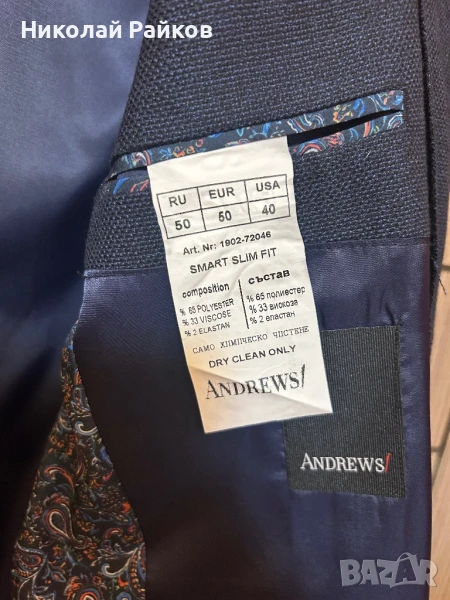 Николай Райков
RU EUR USA
50 50 40
Art. Nr: 1902-72046
SMART SLIM FIT
composition
% 65 POLYESTER
% 33 VISCOSE
% 2 ELASTAN
състав
% 65 полиестер
% 33 вискоза
% 2 еластан
САМО ХИМИЧЕСКО ЧИСТЕНЕ
DRY CLEAN ONLY
ANDREWS/
ANDREWS/
BAZAR